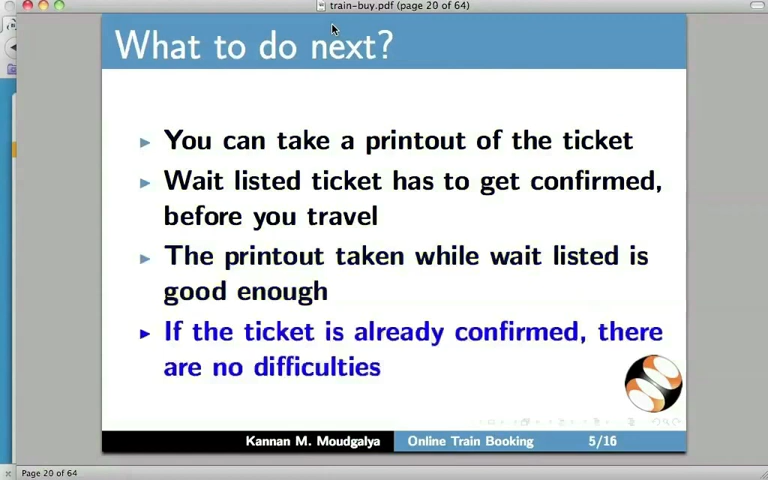 train-buy.pdf (page 20 of 64)
What to do next?
You can take a printout of the ticket
Wait listed ticket has to get confirmed,
before you travel
The printout taken while wait listed is
good enough
If the ticket is already confirmed, there
are no difficulties
Kannan M. Moudgalya Online Train Booking 5/16
Page 20 of 64